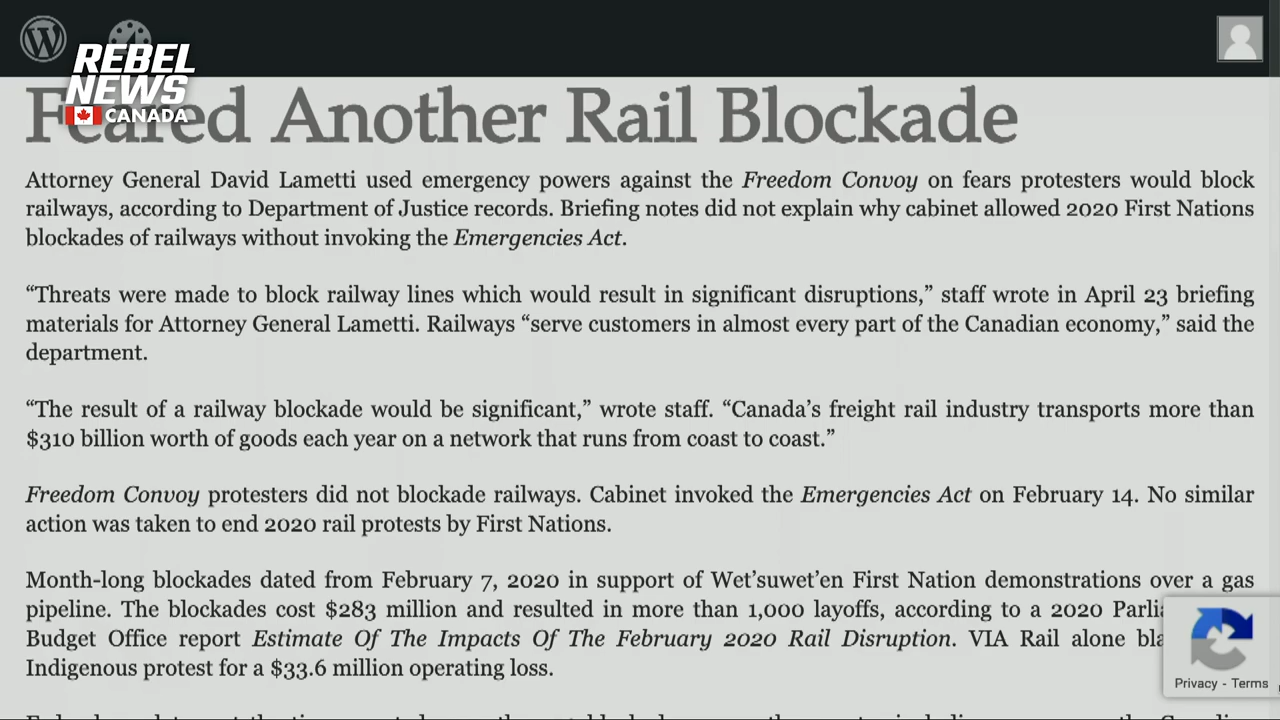 REBEL
NEWS
CANADA
Feared Another Rail Blockade
Attorney General David Lametti used emergency powers against the Freedom Convoy on fears protesters would block
railways, according to Department of Justice records. Briefing notes did not explain why cabinet allowed 2020 First Nations
blockades of railways without invoking the Emergencies Act.
“Threats were made to block railway lines which would result in significant disruptions,” staff wrote in April 23 briefing
materials for Attorney General Lametti. Railways “serve customers in almost every part of the Canadian economy,” said the
department.
“The result of a railway blockade would be significant,” wrote staff. “Canada’s freight rail industry transports more than
$310 billion worth of goods each year on a network that runs from coast to coast.”
Freedom Convoy protesters did not blockade railways. Cabinet invoked the Emergencies Act on February 14. No similar
action was taken to end 2020 rail protests by First Nations.
Month-long blockades dated from February 7, 2020 in support of Wet’suwet’en First Nation demonstrations over a gas
pipeline. The blockades cost $283 million and resulted in more than 1,000 layoffs, according to a 2020
Budget Office report Estimate Of The Impacts Of The February 2020 Rail Disruption. VIA Rail alone
Indigenous protest for a $33.6 million operating loss.
Privacy - Terms